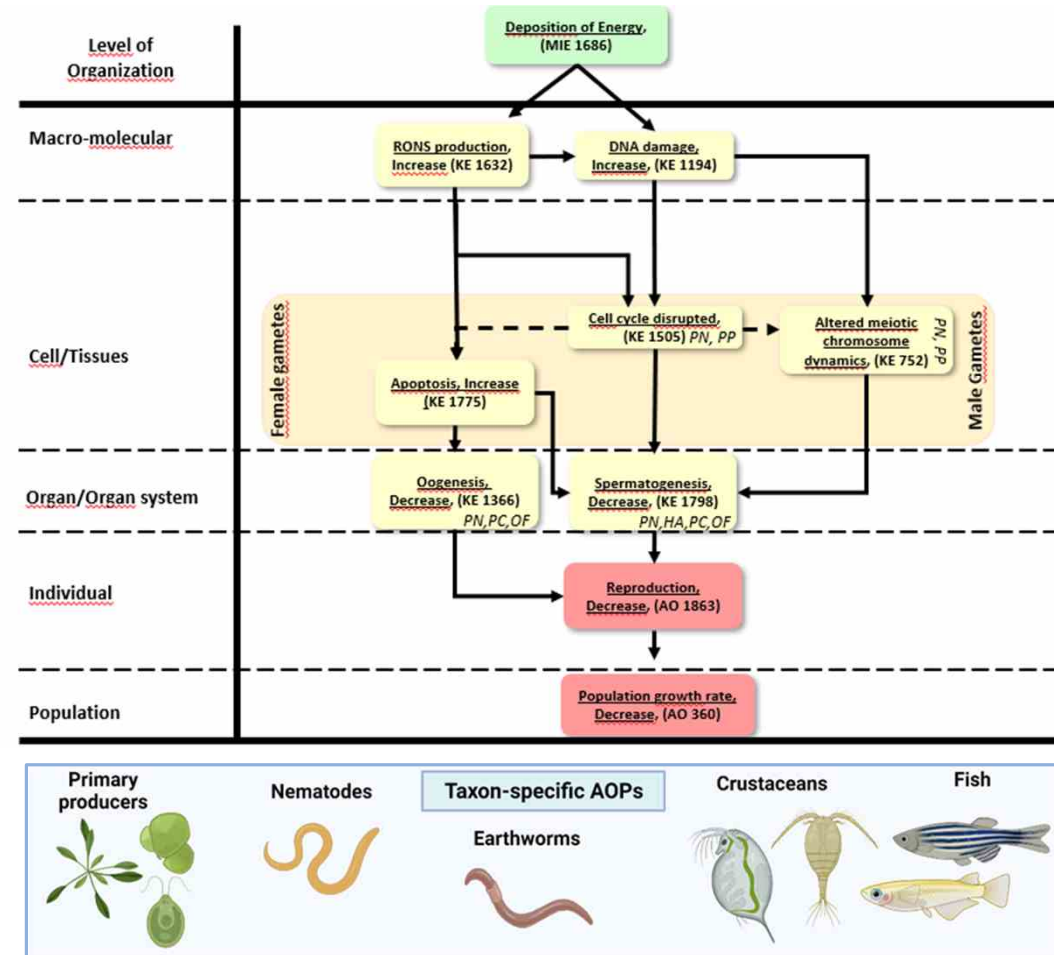 Level of
Organization
Deposition of Energy,
(MIE 1686)
Macro-molecular
RONS production,
Increase (KE 1632)
DNA damage,
Increase, (KE 1194)
Cell/Tissues
Female gametes
Cell cycle disrupted,
(KE 1505) PN, PP
Altered meiotic
chromosome
dynamics, (KE 752)
PN, PP
Male Gametes
Apoptosis, Increase
(KE 1775)
Organ/Organ system
Oogenesis,
Decrease, (KE 1366)
PN,PC,OF
Spermatogenesis,
Decrease, (KE 1798)
PN,HA,PC,OF
Individual
Reproduction,
Decrease, (AO 1863)
Population
Population growth rate,
Decrease, (AO 360)
Primary
producers
Nematodes
Taxon-specific AOPs
Earthworms
Crustaceans
Fish